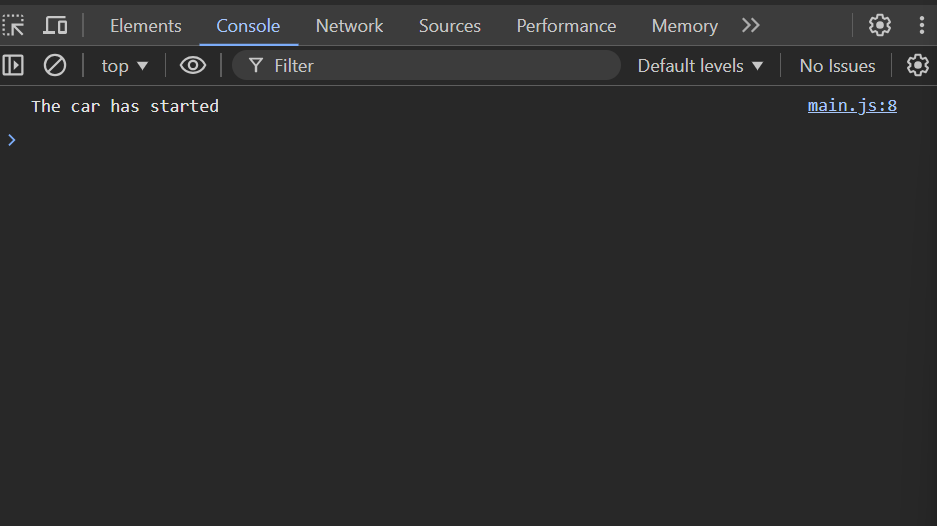 Elements Console Network Sources Performance Memory
top Filter Default levels No Issues
The car has started main.js:8